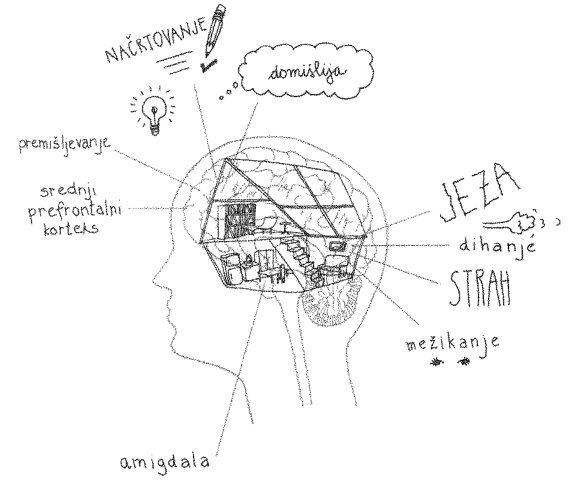 NAČRTOVANJE
domišlija
premišljevanje
srednji
prefrontalni
korteks
JEZA
dihanje
STRAH
mežikanje
amigdala